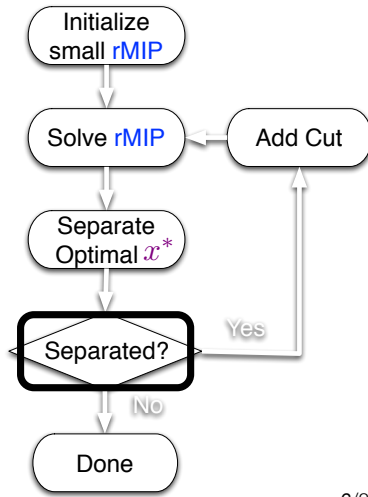 Initialize
small rMIP
Solve rMIP
Add Cut
Separate
Optimal x*
Separated?
Yes
No
Done